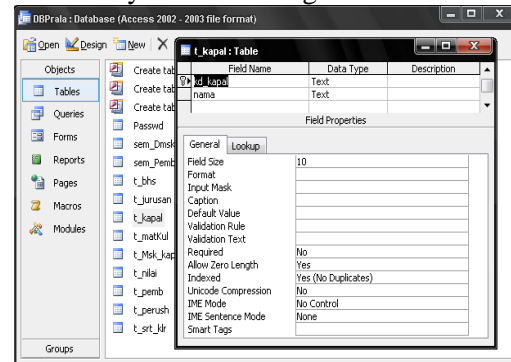 DBPrala : Database (Access 2002 - 2003 file format)
Open Design New
Objects
Tables
Queries
Forms
Reports
Pages
Macros
Modules
Groups
Create tab
Create tab
Create tab
Passwd
sem_Dmsk
sem_Pemb
t_bhs
t_jurusan
t_kapal
t_matKul
t_Msk_kap
t_nilai
t_pemb
t_perush
t_srt_klr
t_kapal : Table
Field Name Data Type Description
kd_kapal Text
nama Text
Field Properties
General Lookup
Field Size 10
Format
Input Mask
Caption
Default Value
Validation Rule
Validation Text
Required No
Allow Zero Length Yes
Indexed Yes (No Duplicates)
Unicode Compression No
IME Mode No Control
IME Sentence Mode None
Smart Tags